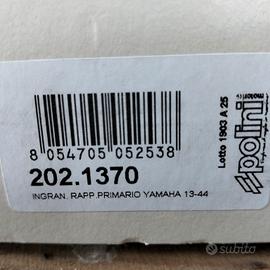 8 054705 052538
202.1370
INGRAN. RAPP.PRIMARIO YAMAHA 13-44
Lotto 1903 A 25
polini
motori
subito